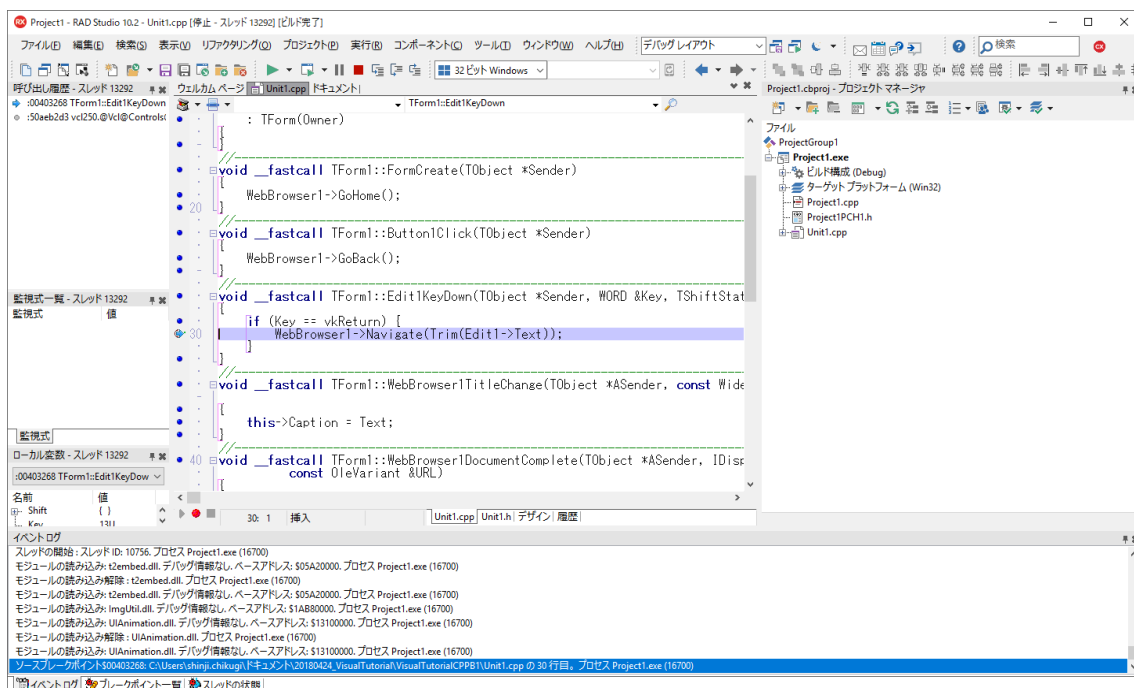 Project1 - RAD Studio 10.2 - Unit1.cpp [停止 - スレッド 13292] [ビルド完了]
ファイル(F) 編集(E) 検索(S) 表示(V) リファクタリング(O) プロジェクト(P) 実行(R) コンポーネント(C) ツール(T) ウィンドウ(W) ヘルプ(H) デバッグ レイアウト 検索
32 ビット Windows
呼び出し履歴 - スレッド 13292 ウェルカム ページ Unit1.cpp ドキュメント Project1.cbproj - プロジェクト マネージャ
:00403268 TForm1::Edit1KeyDown TForm1::Edit1KeyDown
:50aeb2d3 vcl250.@Vcl@Controls(
: TForm(Owner)
{
}
//
void __fastcall TForm1::FormCreate(TObject *Sender)
{
WebBrowser1->GoHome();
20 }
//
void __fastcall TForm1::Button1Click(TObject *Sender)
{
WebBrowser1->GoBack();
}
//
void __fastcall TForm1::Edit1KeyDown(TObject *Sender, WORD &Key, TShiftStat
{
if (Key == vkReturn) {
30 WebBrowser1->Navigate(Trim(Edit1->Text));
}
}
//
void __fastcall TForm1::WebBrowser1TitleChange(TObject *ASender, const Wide
{
this->Caption = Text;
}
//
40 void __fastcall TForm1::WebBrowser1DocumentComplete(TObject *ASender, IDisp
const OleVariant &URL)
{
ファイル
ProjectGroup1
Project1.exe
ビルド構成 (Debug)
ターゲット プラットフォーム (Win32)
Project1.cpp
Project1PCH1.h
Unit1.cpp
監視式一覧 - スレッド 13292
監視式 値
監視式
ローカル変数 - スレッド 13292
:00403268 TForm1::Edit1KeyDow
名前 値
Shift { }
Key 13U
30: 1 挿入 Unit1.cpp Unit1.h デザイン 履歴
イベントログ
スレッドの開始 : スレッド ID: 10756. プロセス Project1.exe (16700)
モジュールの読み込み: t2embed.dll. デバッグ情報なし. ベースアドレス: $05A20000. プロセス Project1.exe (16700)
モジュールの読み込み解除 : t2embed.dll. プロセス Project1.exe (16700)
モジュールの読み込み: t2embed.dll. デバッグ情報なし. ベースアドレス: $05A20000. プロセス Project1.exe (16700)
モジュールの読み込み: ImgUtil.dll. デバッグ情報なし. ベースアドレス: $1AB80000. プロセス Project1.exe (16700)
モジュールの読み込み: UIAnimation.dll. デバッグ情報なし. ベースアドレス: $13100000. プロセス Project1.exe (16700)
モジュールの読み込み解除 : UIAnimation.dll. プロセス Project1.exe (16700)
モジュールの読み込み: UIAnimation.dll. デバッグ情報なし. ベースアドレス: $13100000. プロセス Project1.exe (16700)
ソースブレークポイント$00403268: C:\Users\shinji.chikugi\ドキュメント\20180424_VisualTutorial\VisualTutorialCPPB1\Unit1.cpp の 30 行目。プロセス Project1.exe (16700)
イベントログ ブレークポイント一覧 スレッドの状態